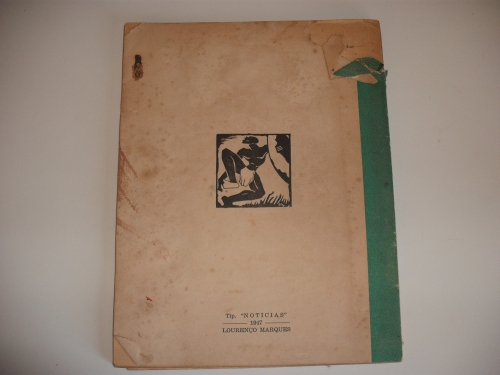 Tip. "NOTICIAS"
1947
LOURENÇO MARQUES